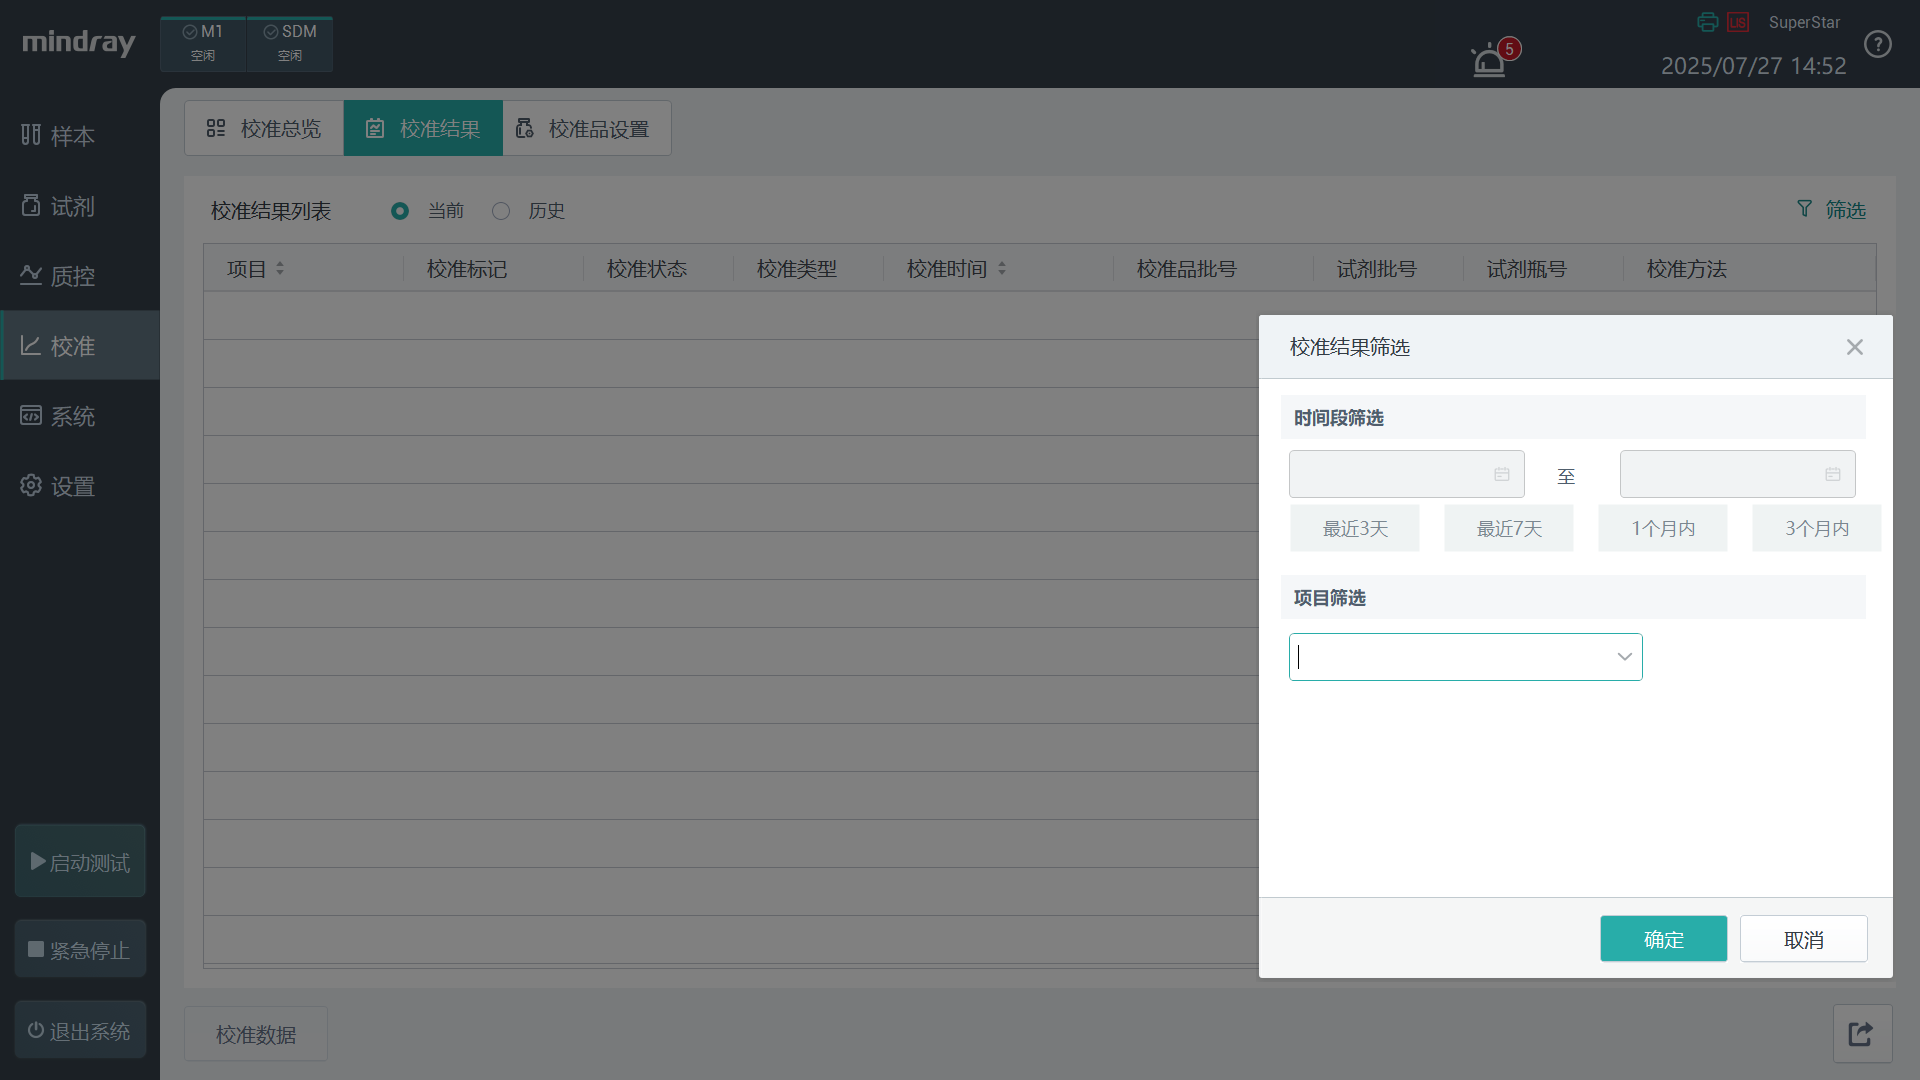 mindray
M1
空闲
SDM
空闲
5
LIS
SuperStar
2025/07/27 14:52
?
样本
试剂
质控
校准
系统
设置
启动测试
紧急停止
退出系统
校准总览
校准结果
校准品设置
校准结果列表
当前
历史
筛选
项目
校准标记
校准状态
校准类型
校准时间
校准品批号
试剂批号
试剂瓶号
校准方法
校准结果筛选
时间段筛选
至
最近3天
最近7天
1个月内
3个月内
项目筛选
确定
取消
校准数据